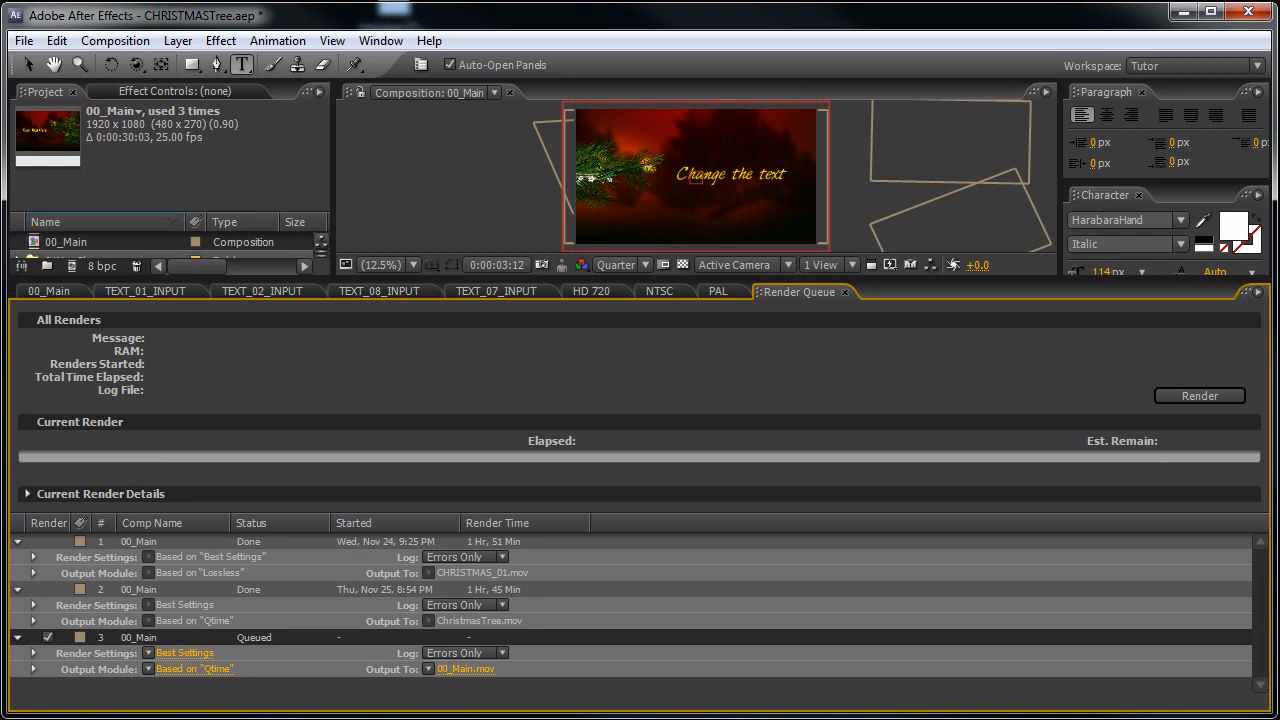 Adobe After Effects - CHRISTMASTree.aep *
File Edit Composition Layer Effect Animation View Window Help
Auto-Open Panels
Workspace: Tutor
Project Effect Controls: (none)
Composition: 00_Main
Paragraph
00_Main, used 3 times
1920 x 1080 (480 x 270) (0.90)
Δ 0:00:30:03, 25.00 fps
Change the text
0 px 0 px 0 px
0 px 0 px
Character
HarabaraHand
Italic
114 px Auto
Name Type Size
00_Main Composition
8 bpc
(12.5%) 0:00:03:12 Quarter Active Camera 1 View +0.0
00_Main TEXT_01_INPUT TEXT_02_INPUT TEXT_08_INPUT TEXT_07_INPUT HD 720 NTSC PAL Render Queue
All Renders
Message:
RAM:
Renders Started:
Total Time Elapsed:
Log File:
Render
Current Render
Elapsed: Est. Remain:
Current Render Details
Render # Comp Name Status Started Render Time
1 00_Main Done Wed, Nov 24, 9:25 PM 1 Hr, 51 Min
Render Settings: Based on "Best Settings" Log: Errors Only
Output Module: Based on "Lossless" Output To: CHRISTMAS_01.mov
2 00_Main Done Thu, Nov 25, 8:54 PM 1 Hr, 45 Min
Render Settings: Best Settings Log: Errors Only
Output Module: Based on "Qtime" Output To: ChristmasTree.mov
3 00_Main Queued - -
Render Settings: Best Settings Log: Errors Only
Output Module: Based on "Qtime" Output To: 00_Main.mov